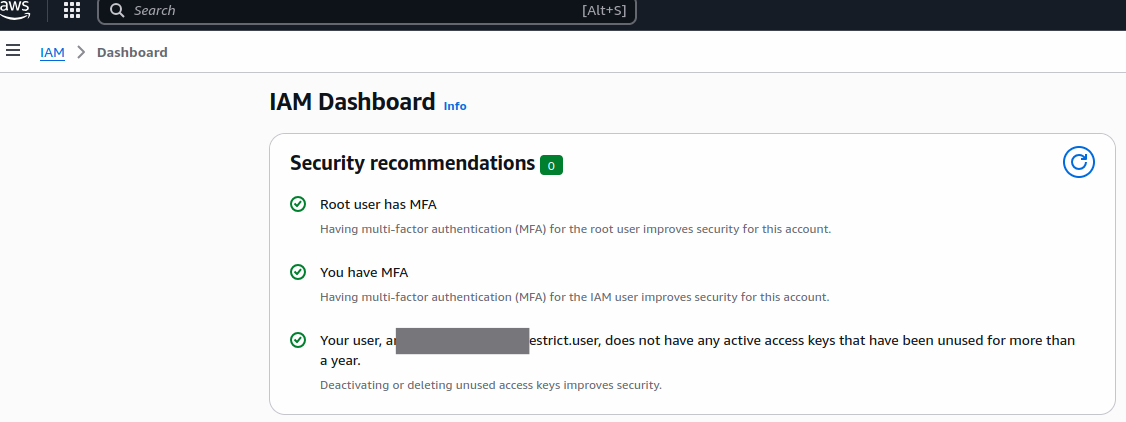 aws
Search [Alt+S]
IAM Dashboard
IAM Dashboard Info
Security recommendations 0
Root user has MFA
Having multi-factor authentication (MFA) for the root user improves security for this account.
You have MFA
Having multi-factor authentication (MFA) for the IAM user improves security for this account.
Your user, ar estrict.user, does not have any active access keys that have been unused for more than
a year.
Deactivating or deleting unused access keys improves security.